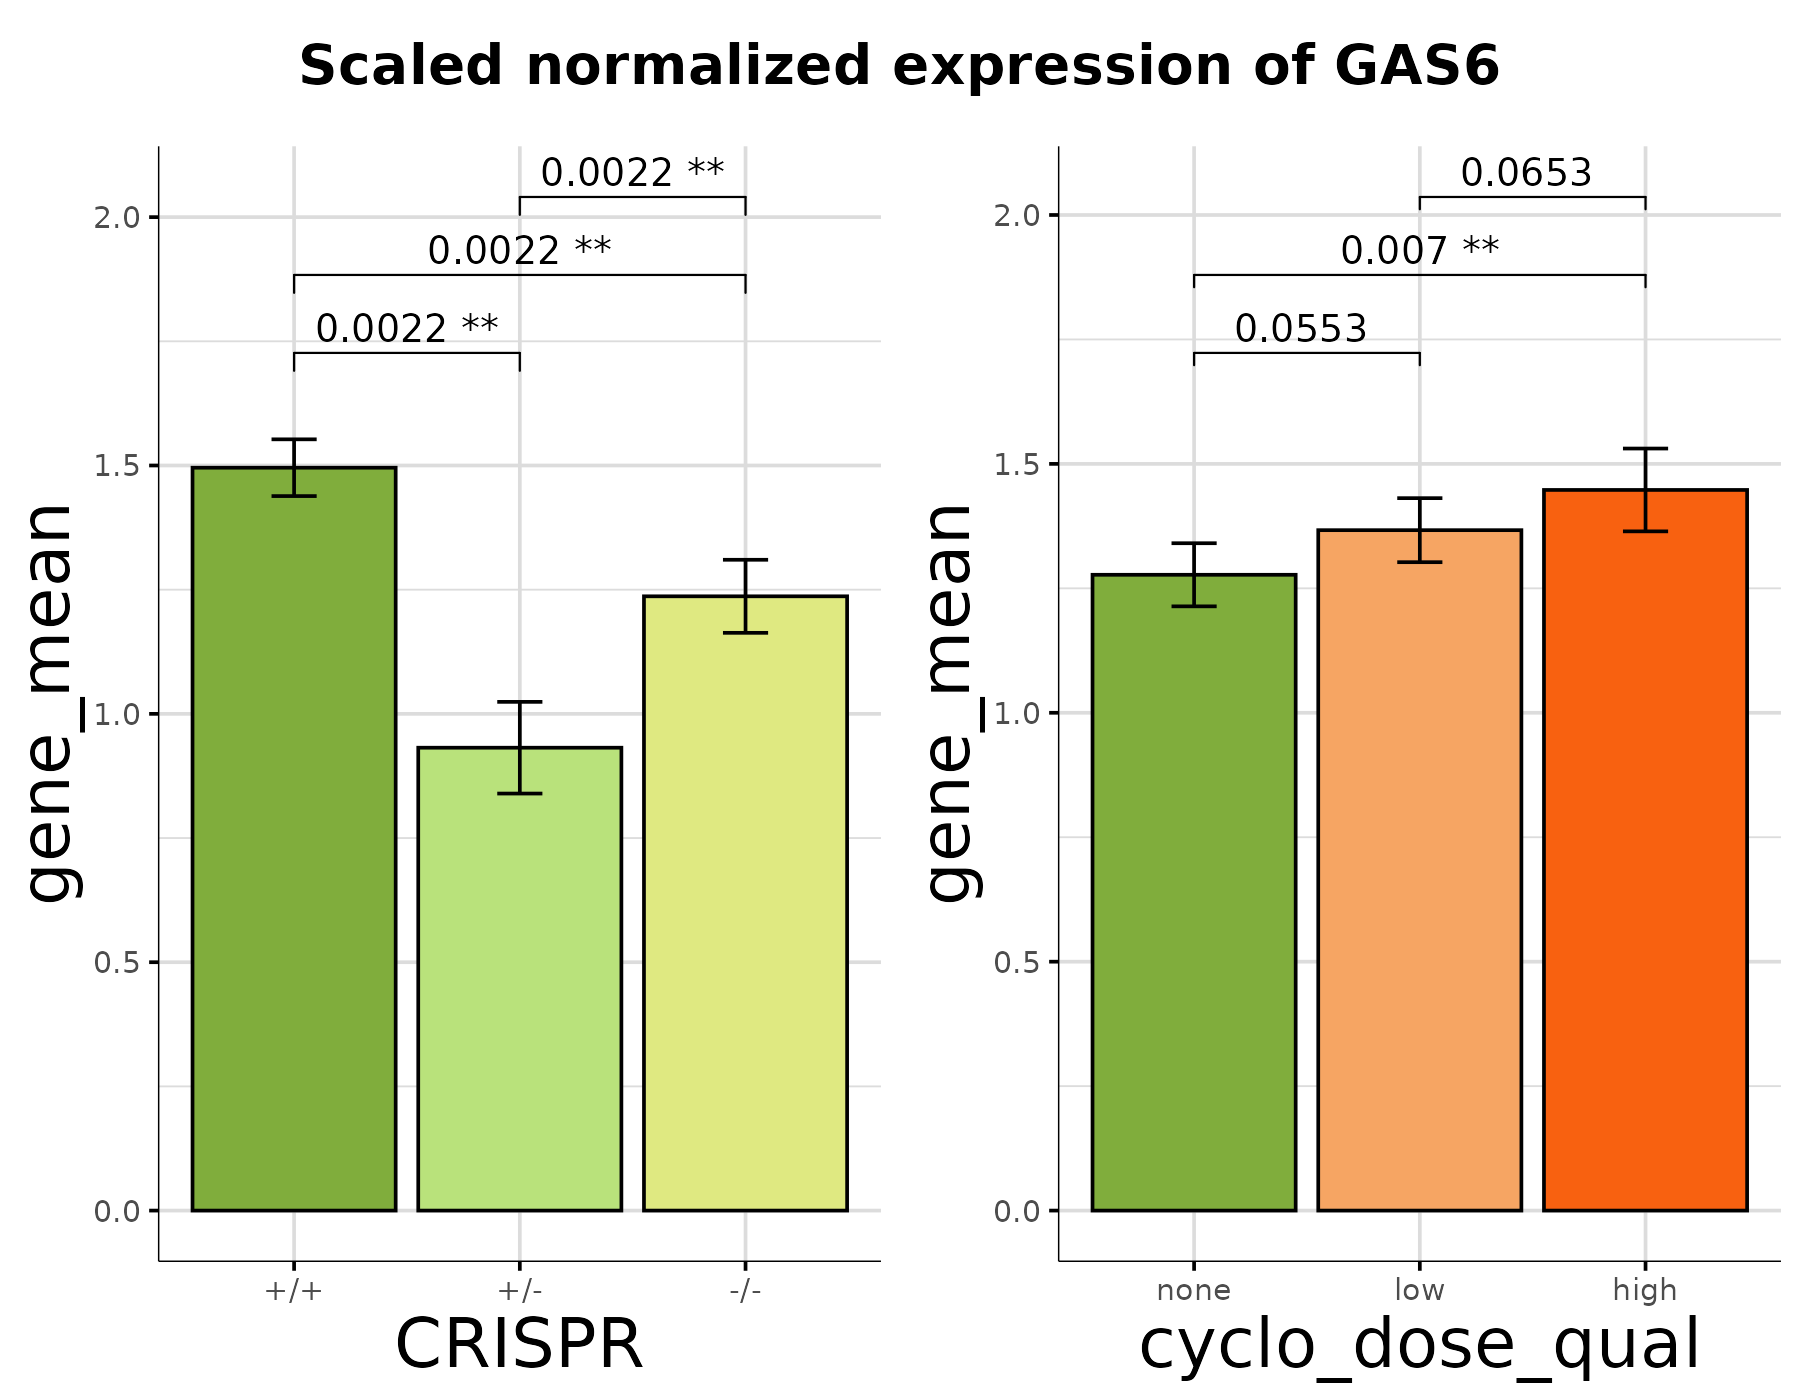 Scaled normalized expression of GAS6
gene_mean
2.0
1.5
1.0
0.5
0.0
0.0022 **
0.0022 **
0.0022 **
+/+ +/- -/-
CRISPR
gene_mean
2.0
1.5
1.0
0.5
0.0
0.0653
0.007 **
0.0553
none low high
cyclo_dose_qual